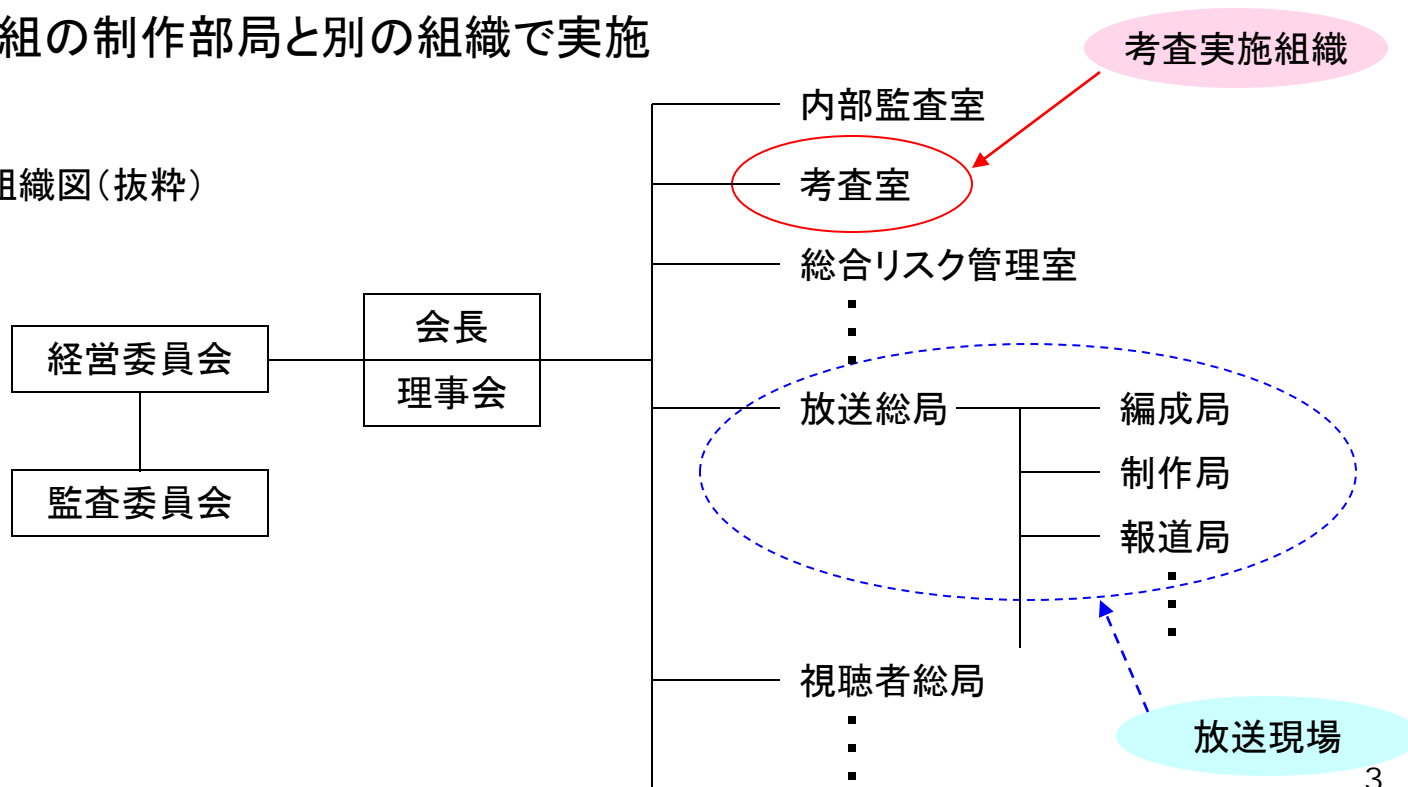 組の制作部局と別の組織で実施
考査実施組織
内部監査室
組織図（抜粋）
考査室
総合リスク管理室
会長
経営委員会
理事会
放送総局
編成局
制作局
監査委員会
報道局
視聴者総局
放送現場
3